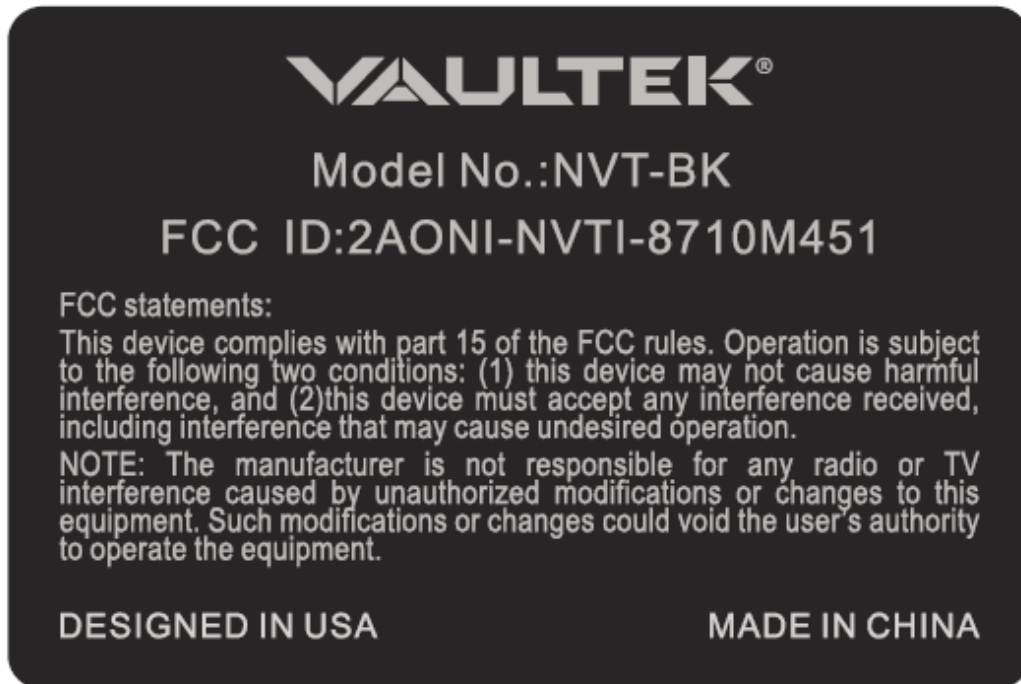 VAULTEK®
Model No.:NVT-BK
FCC ID:2AONI-NVTI-8710M451
FCC statements:
This device complies with part 15 of the FCC rules. Operation is subject
to the following two conditions: (1) this device may not cause harmful
interference, and (2)this device must accept any interference received,
including interference that may cause undesired operation.
NOTE: The manufacturer is not responsible for any radio or TV
interference caused by unauthorized modifications or changes to this
equipment. Such modifications or changes could void the user's authority
to operate the equipment.
DESIGNED IN USA MADE IN CHINA